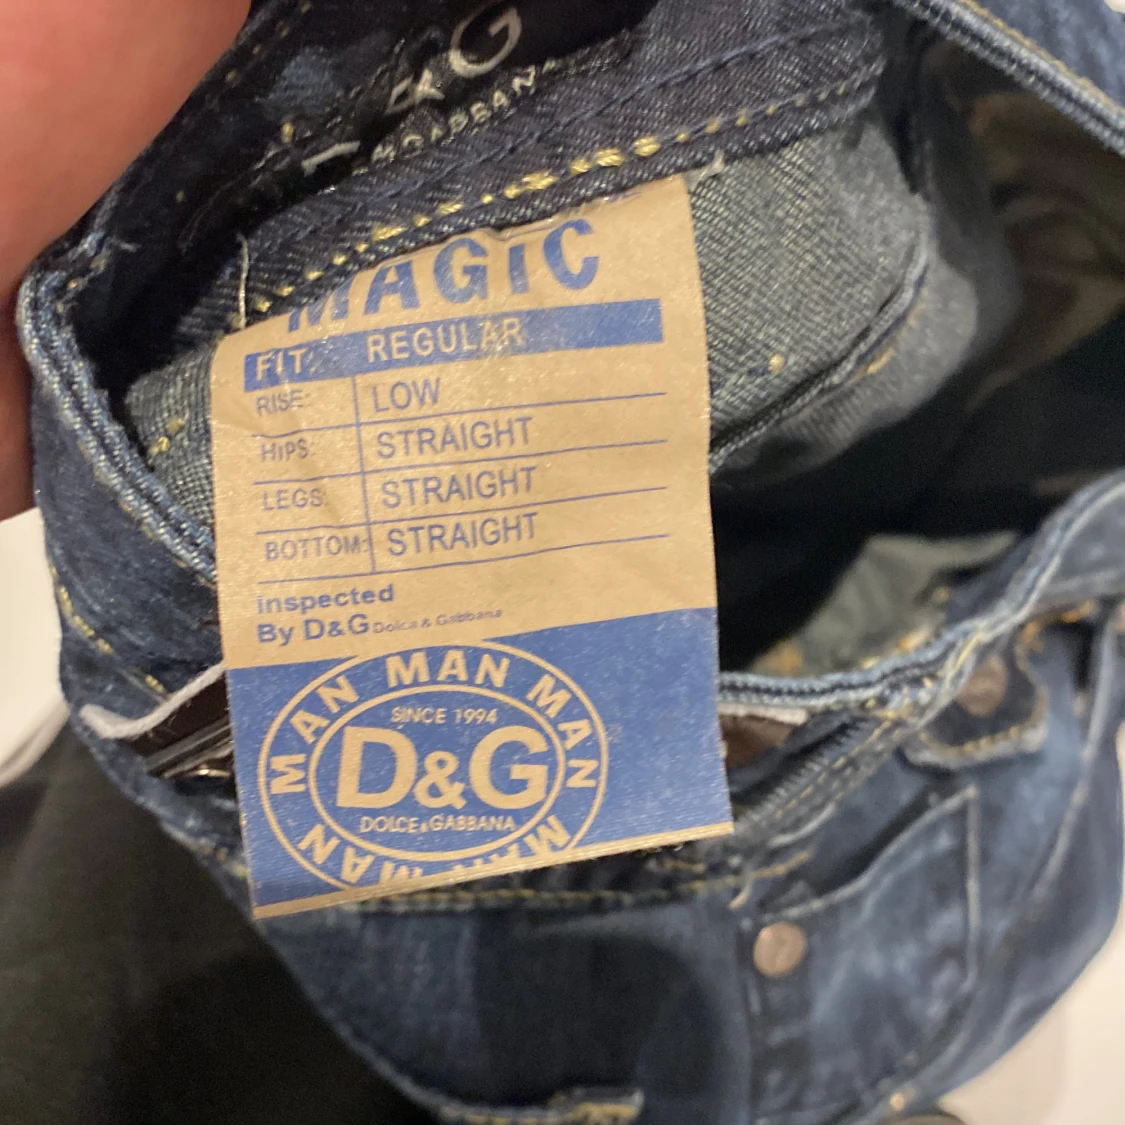 G
GABBANA
MAGIC
FIT: REGULAR
RISE: LOW
HIPS: STRAIGHT
LEGS: STRAIGHT
BOTTOM: STRAIGHT
inspected
By D&G Dolce & Gabbana
MAN MAN MAN MAN MAN MAN
SINCE 1994
D&G
DOLCE&GABBANA